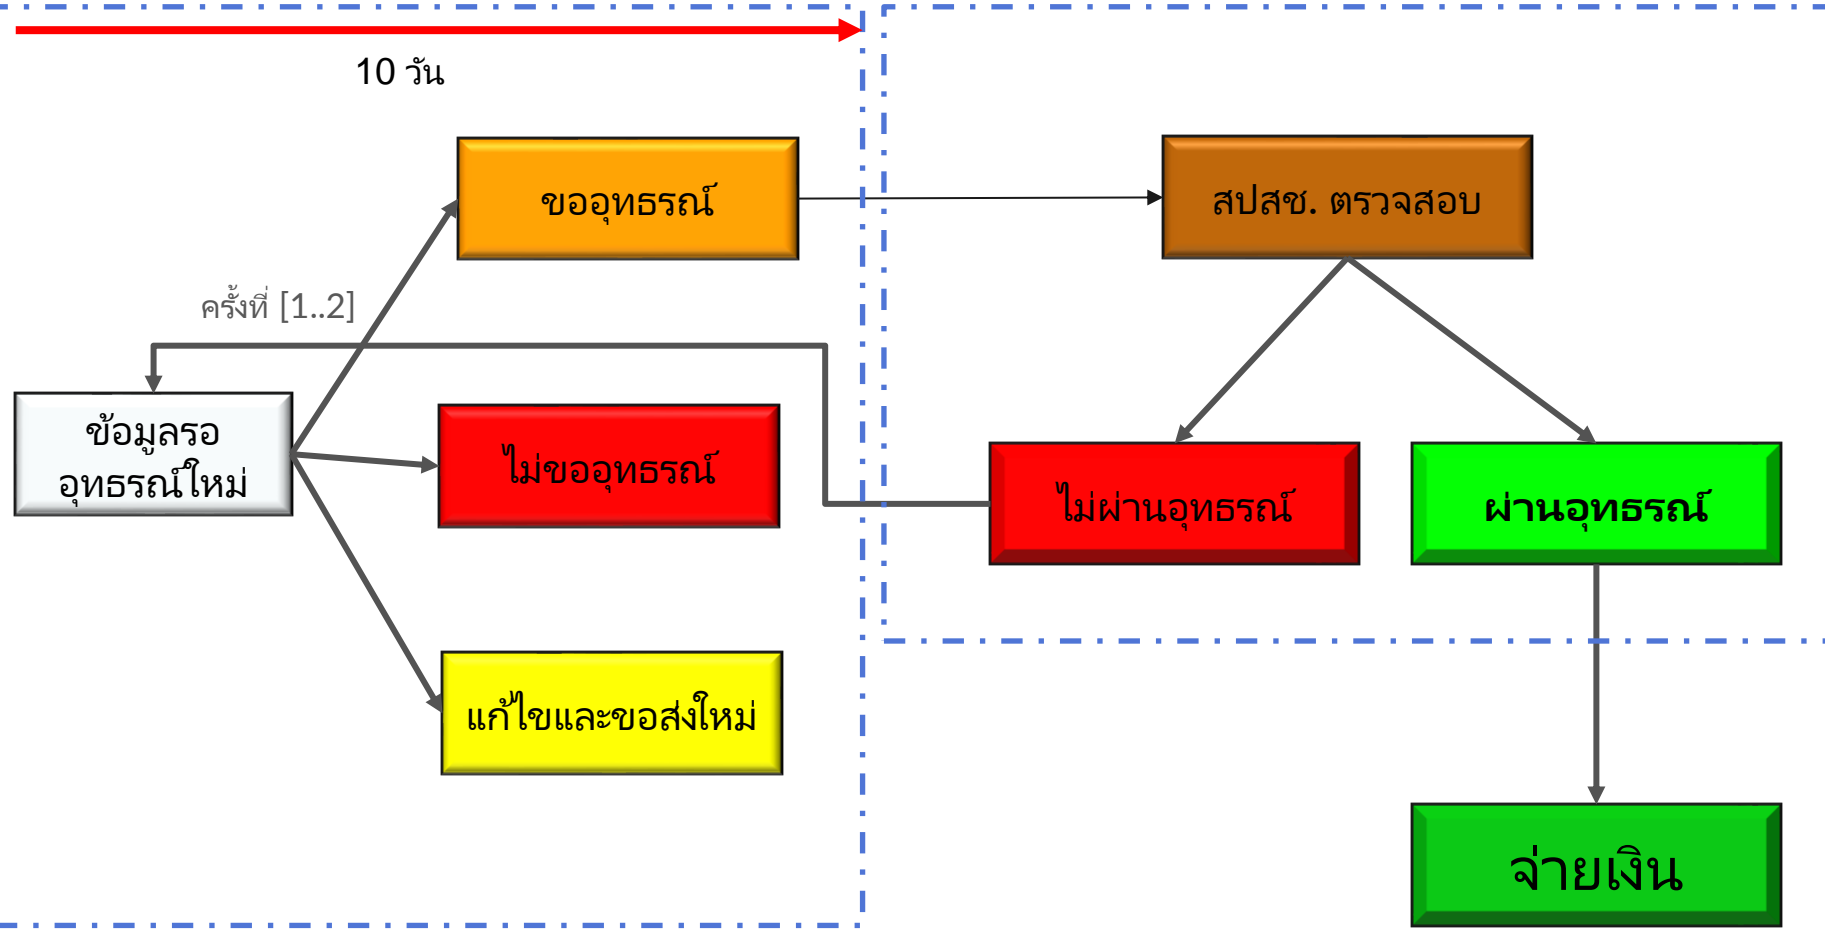 10 วัน
ขออุทธรณ์
สปสช. ตรวจสอบ
ครั้งที่ [1..2]
ข้อมูลรอ
อุทธรณ์ใหม่
ไม่ขออุทธรณ์
ไม่ผ่านอุทธรณ์
ผ่านอุทธรณ์
แก้ไขและขอส่งใหม่
จ่ายเงิน